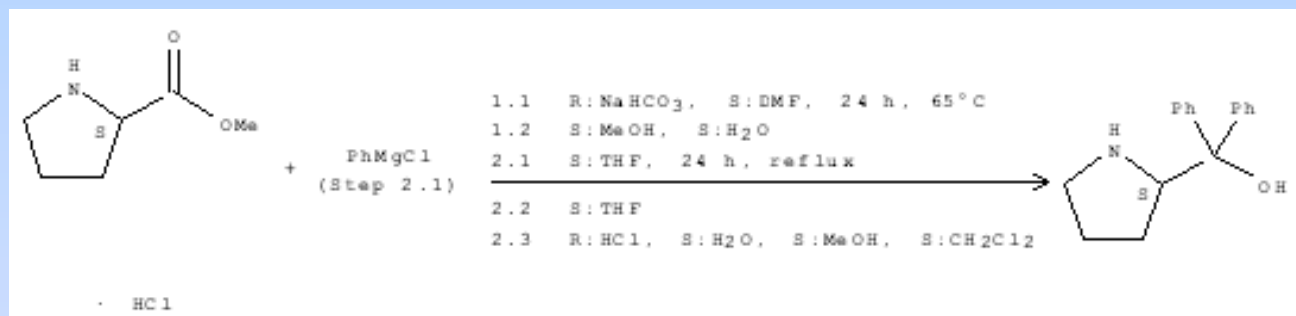 O
H
N
S
OMe
+
PhMgCl
(Step 2.1)
1.1 R:NaHCO₃, S:DMF, 24 h, 65°C
1.2 S:MeOH, S:H₂O
2.1 S:THF, 24 h, reflux
2.2 S:THF
2.3 R:HCl, S:H₂O, S:MeOH, S:CH₂Cl₂
Ph Ph
H
N
S
OH
· HCl